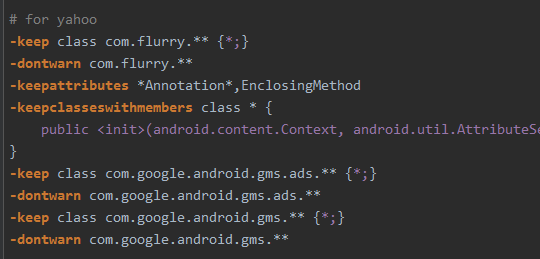 # for yahoo
-keep class com.flurry.** {*;}
-dontwarn com.flurry.**
-keepattributes *Annotation*,EnclosingMethod
-keepclasseswithmembers class * {
public <init>(android.content.Context, android.util.AttributeSe
}
-keep class com.google.android.gms.ads.** {*;}
-dontwarn com.google.android.gms.ads.**
-keep class com.google.android.gms.** {*;}
-dontwarn com.google.android.gms.**